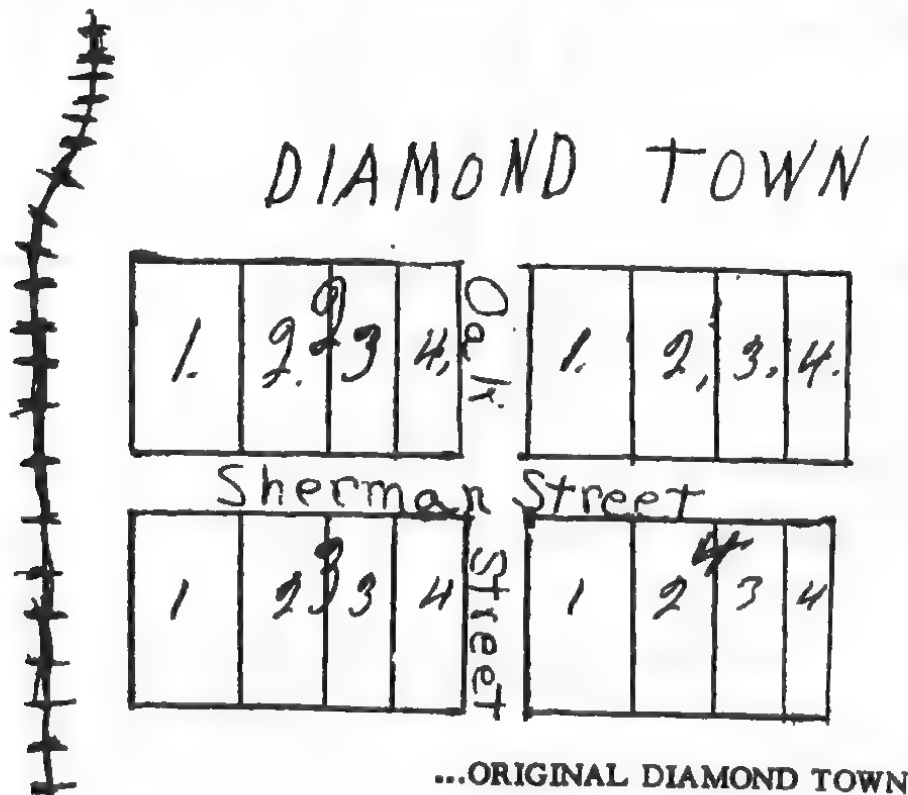 DIAMOND TOWN
2
1. 2. 3 4,
1. 2, 3. 4.
Oak Street
Sherman Street
3
1 2 3 4
4
1 2 3 4
...ORIGINAL DIAMOND TOWN